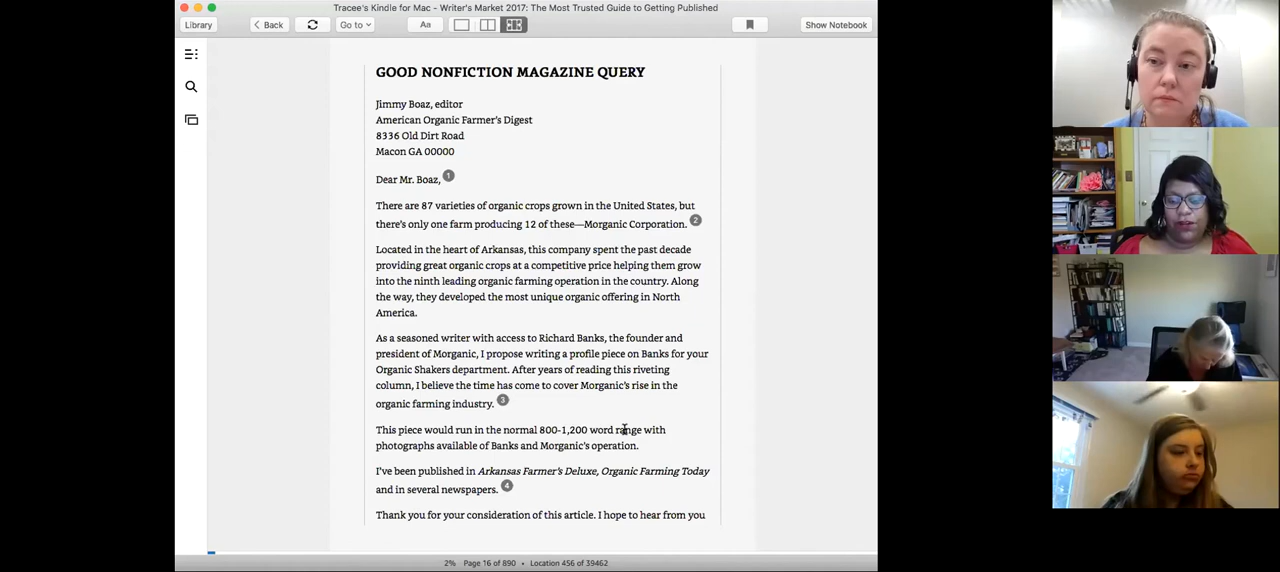 Tracee's Kindle for Mac - Writer's Market 2017: The Most Trusted Guide to Getting Published
Library
Back
Go to
Aa
Show Notebook
GOOD NONFICTION MAGAZINE QUERY
Jimmy Boaz, editor
American Organic Farmer's Digest
8336 Old Dirt Road
Macon GA 00000
Dear Mr. Boaz, 1
There are 87 varieties of organic crops grown in the United States, but
there's only one farm producing 12 of these—Morganic Corporation. 2
Located in the heart of Arkansas, this company spent the past decade
providing great organic crops at a competitive price helping them grow
into the ninth leading organic farming operation in the country. Along
the way, they developed the most unique organic offering in North
America.
As a seasoned writer with access to Richard Banks, the founder and
president of Morganic, I propose writing a profile piece on Banks for your
Organic Shakers department. After years of reading this riveting
column, I believe the time has come to cover Morganic's rise in the
organic farming industry. 3
This piece would run in the normal 800-1,200 word range with
photographs available of Banks and Morganic's operation.
I've been published in Arkansas Farmer's Deluxe, Organic Farming Today
and in several newspapers. 4
Thank you for your consideration of this article. I hope to hear from you
2% Page 16 of 890 • Location 456 of 39462